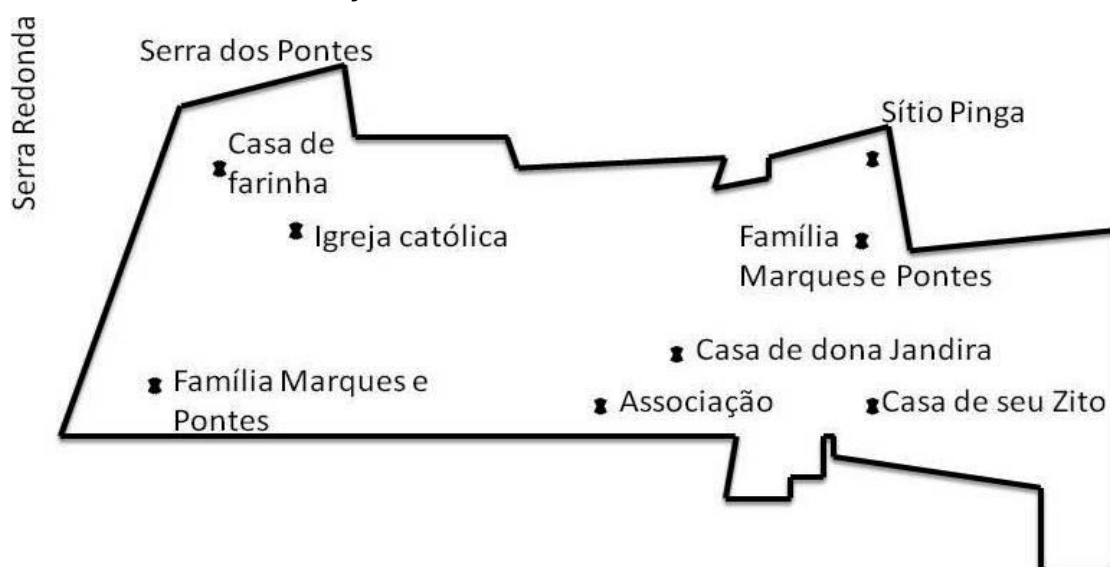 Serra Redonda
Serra dos Pontes
Sítio Pinga
Casa de
farinha
Igreja católica
Família
Marques e Pontes
Casa de dona Jandira
Família Marques e
Pontes
Associação
Casa de seu Zito